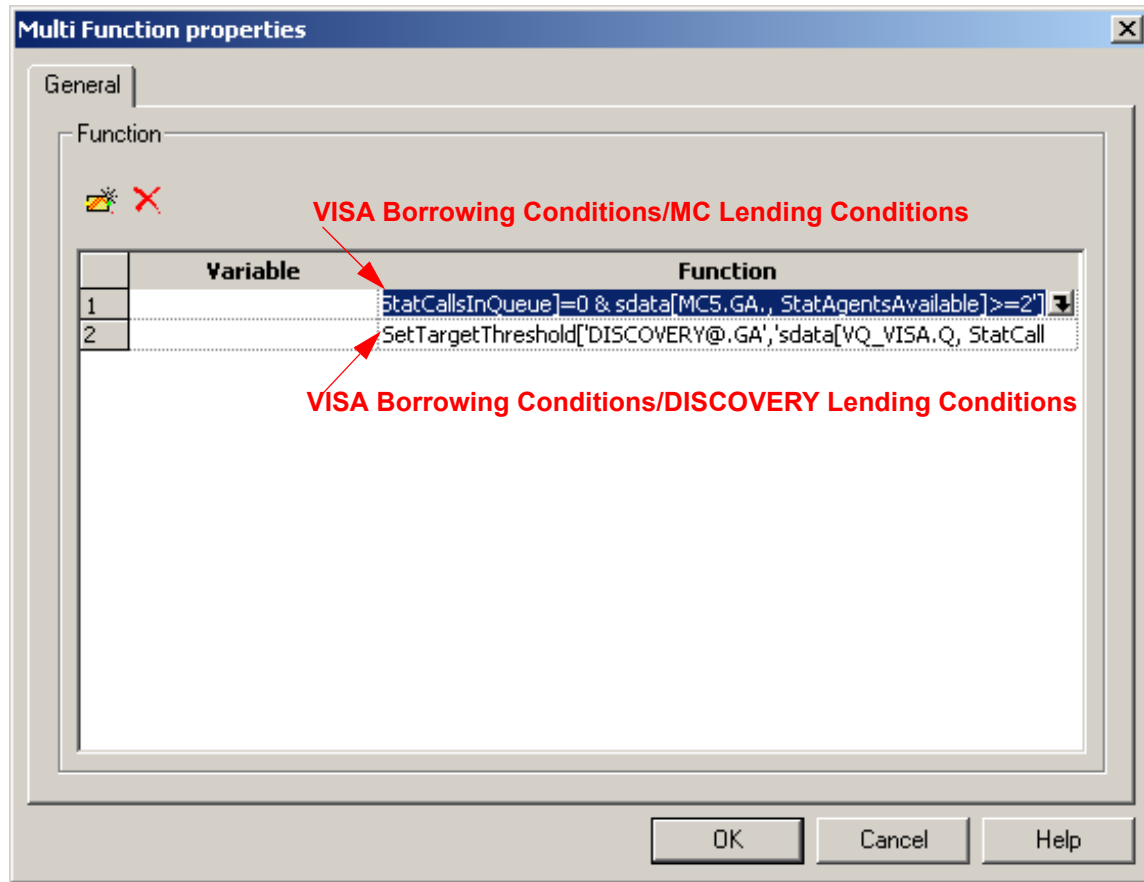 Multi Function properties
General
Function
VISA Borrowing Conditions/MC Lending Conditions
Variable Function
1 StatCallsInQueue]=0 & sdata[MC5.GA., StatAgentsAvailable]>=2']
2 SetTargetThreshold['DISCOVERY@.GA','sdata[VQ_VISA.Q, StatCall
VISA Borrowing Conditions/DISCOVERY Lending Conditions
OK Cancel Help